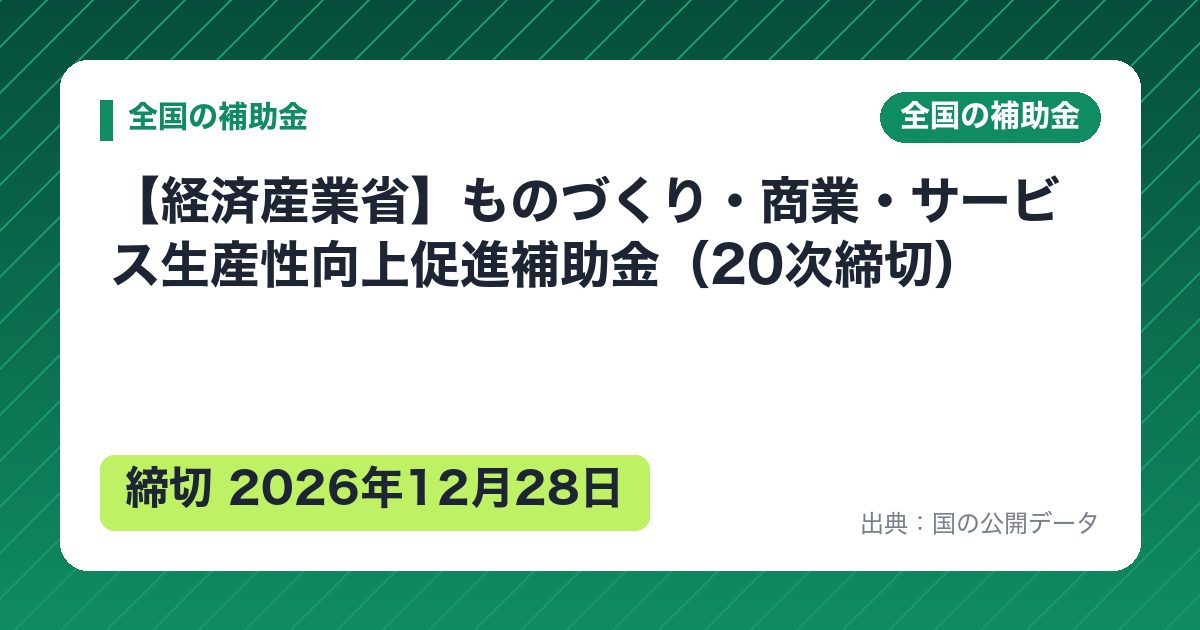 全国の補助金
全国の補助金
【経済産業省】ものづくり・商業・サービ
ス生産性向上促進補助金（20次締切）
締切 2026年12月28日
出典：国の公開データ